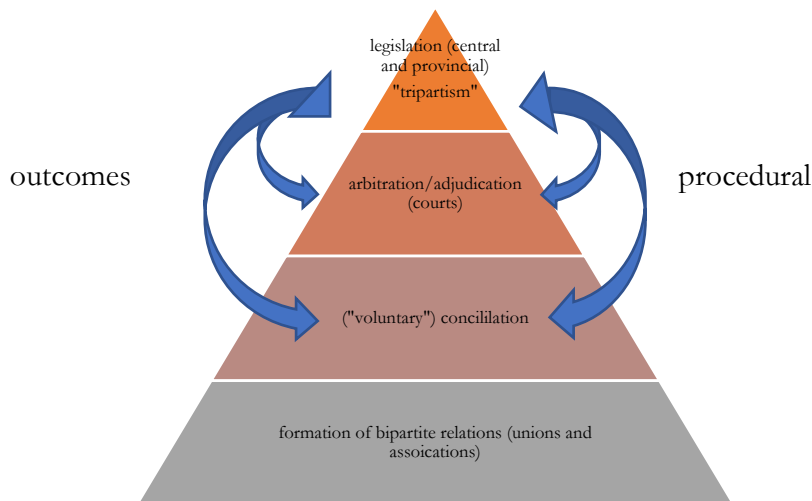 legislation (central
and provincial)
"tripartism"
outcomes
procedural
arbitration/adjudication
(courts)
("voluntary") concililation
formation of bipartite relations (unions and
assoications)